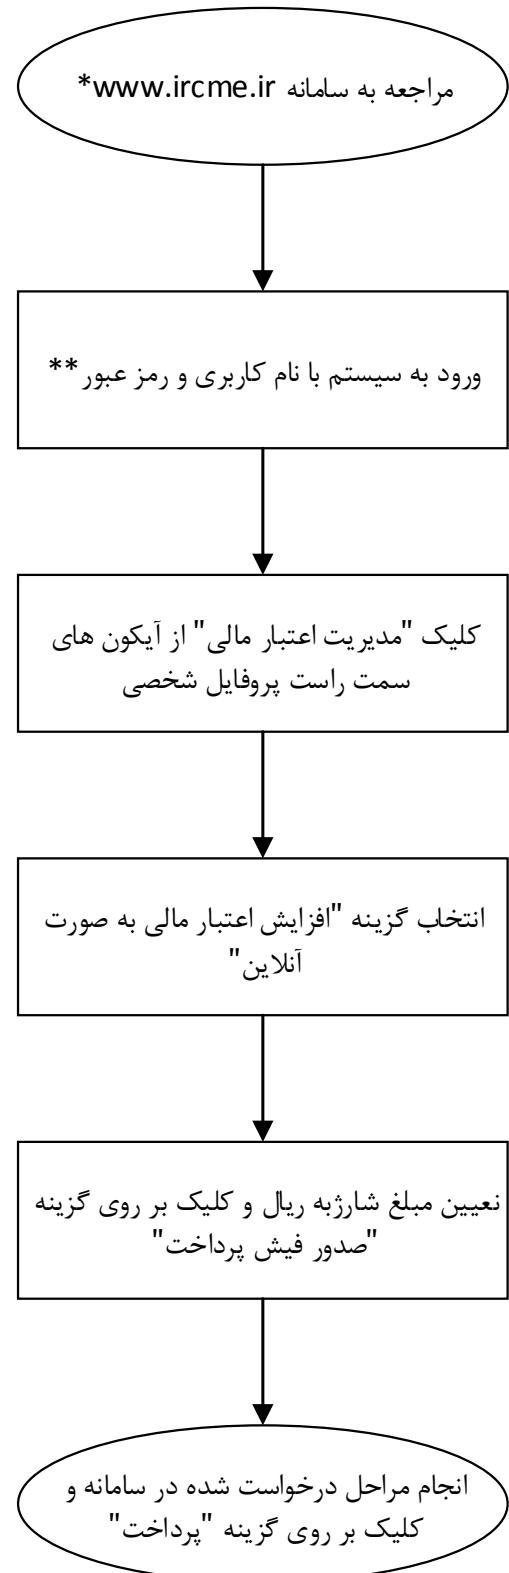 مراجعه به سامانه www.ircme.ir*
ورود به سیستم با نام کاربری و رمز عبور**
کلیک "مدیریت اعتبار مالی" از آیکون های
سمت راست پروفایل شخصی
انتخاب گزینه "افزایش اعتبار مالی به صورت
آنلاین"
نعیین مبلغ شارژبه ریال و کلیک بر روی گزینه
"صدور فیش پرداخت"
انجام مراحل درخواست شده در سامانه و
کلیک بر روی گزینه "پرداخت"